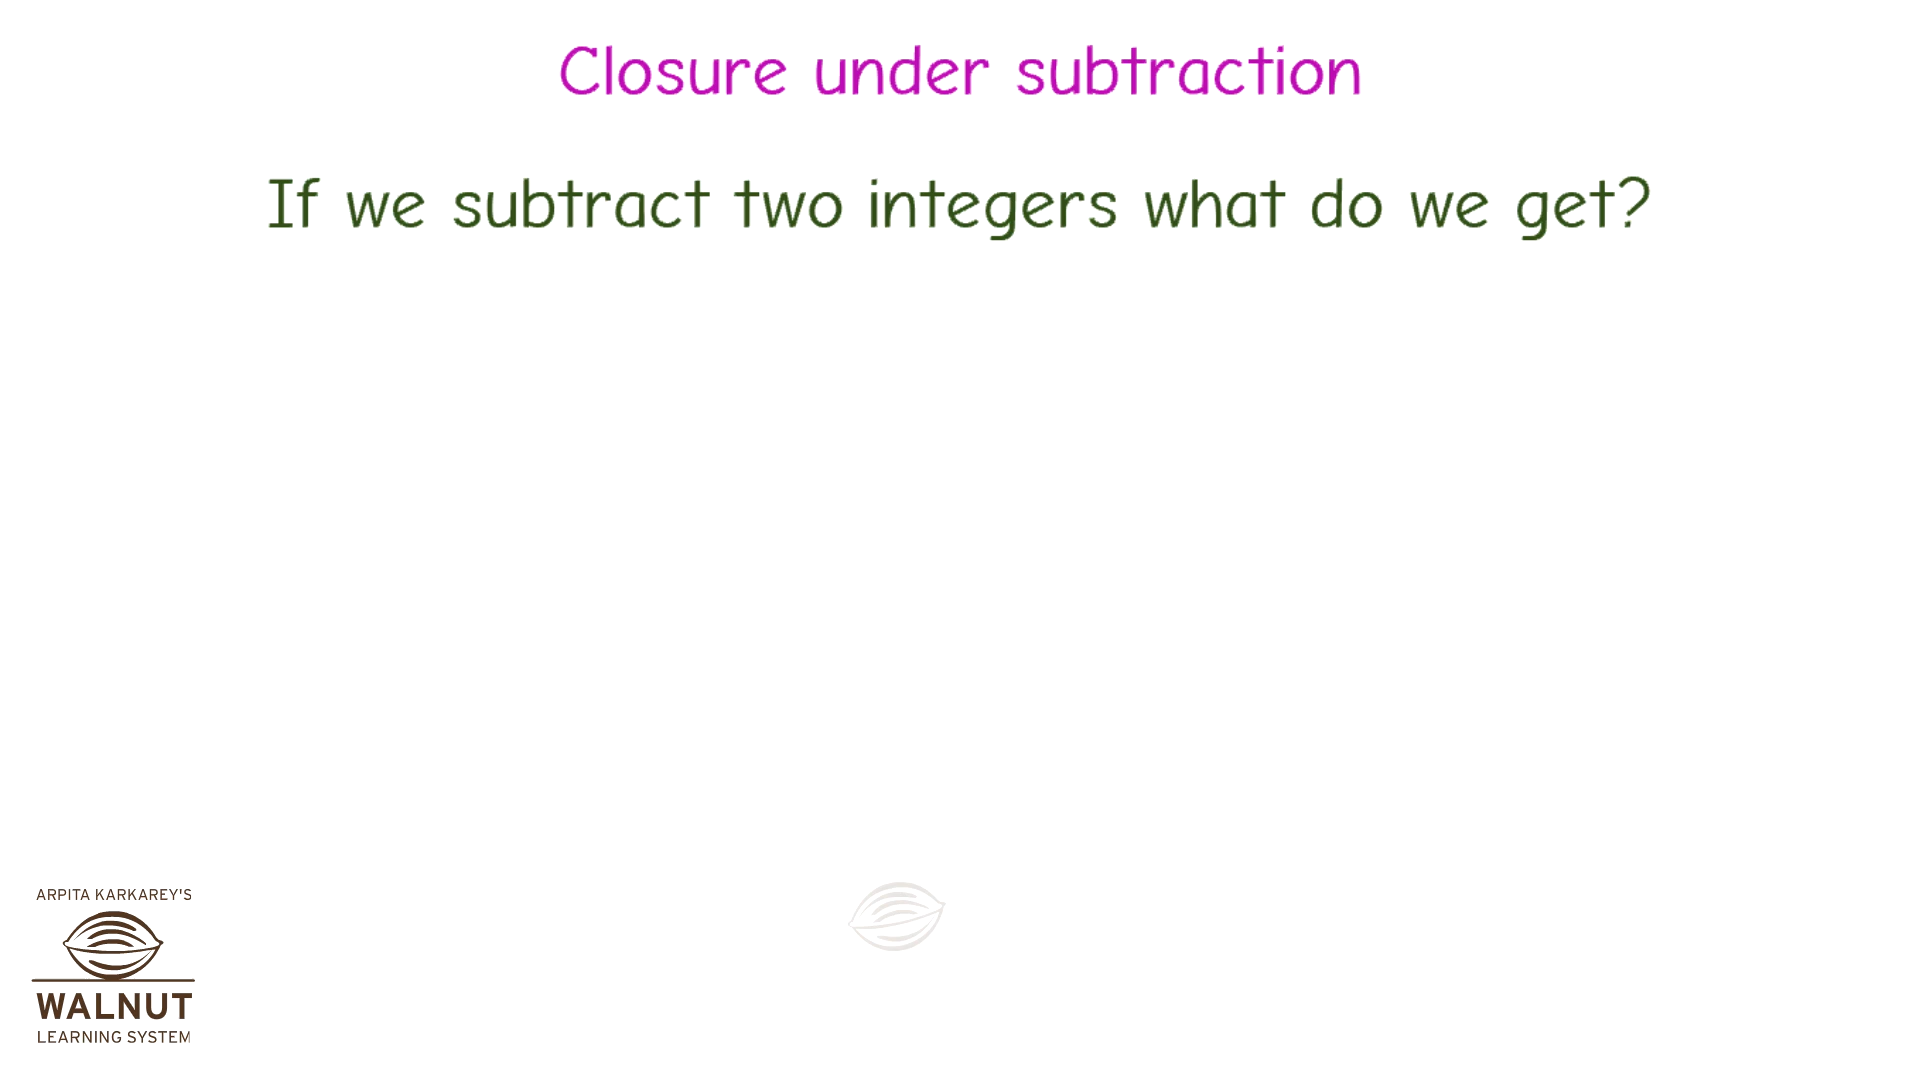 Closure under subtraction
If we subtract two integers what do we get?
ARPITA KARKAREY'S
WALNUT
LEARNING SYSTEM